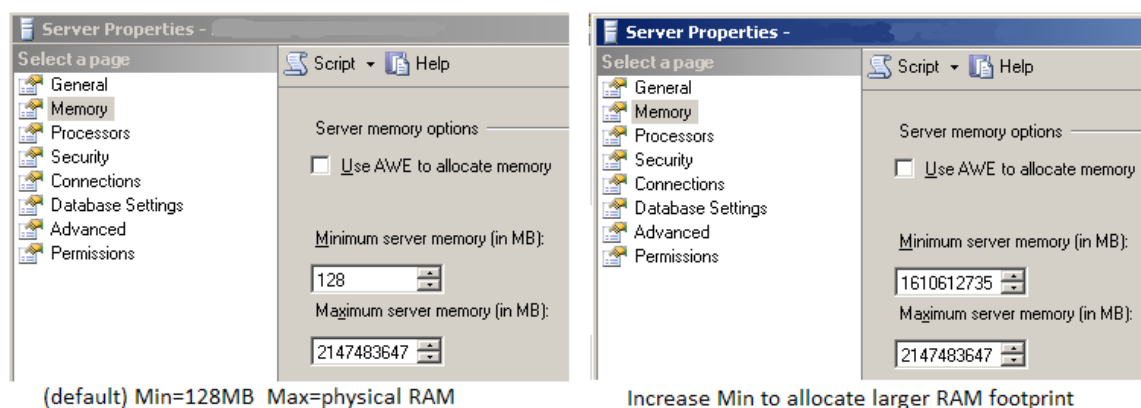 Server Properties -
Select a page
General
Memory
Processors
Security
Connections
Database Settings
Advanced
Permissions
Script
Help
Server memory options
Use AWE to allocate memory
Minimum server memory (in MB):
128
Maximum server memory (in MB):
2147483647
(default) Min=128MB Max=physical RAM
Server Properties -
Select a page
General
Memory
Processors
Security
Connections
Database Settings
Advanced
Permissions
Script
Help
Server memory options
Use AWE to allocate memory
Minimum server memory (in MB):
1610612735
Maximum server memory (in MB):
2147483647
Increase Min to allocate larger RAM footprint